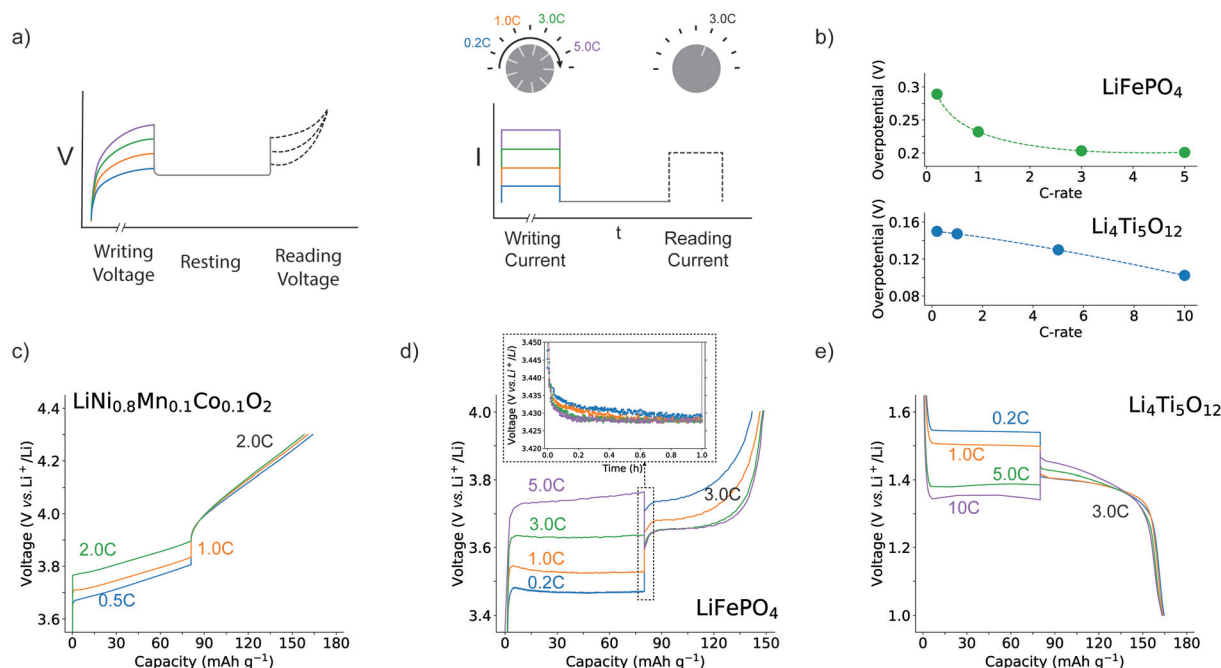 a)
0.2C
1.0C
3.0C
5.0C
3.0C
V
Writing
Voltage
Resting
Reading
Voltage
I
Writing
Current
t
Reading
Current
b)
LiFePO₄
Overpotential (V)
0.3
0.25
0.2
0 1 2 3 4 5
C-rate
Li₄Ti₅O₁₂
Overpotential (V)
0.16
0.12
0.08
0 2 4 6 8 10
C-rate
c)
LiNi₀.₈Mn₀.₁Co₀.₁O₂
Voltage (V vs.Li⁺/Li)
4.4
4.2
4.0
3.8
3.6
2.0C
2.0C
1.0C
0.5C
0 30 60 90 120 150 180
Capacity (mAh g⁻¹)
d)
Voltage (V vs.Li⁺/Li)
3.450
3.445
3.440
3.435
3.430
3.425
3.420
0.0 0.2 0.4 0.6 0.8 1.0
Time (h)
Voltage (V vs.Li⁺/Li)
4.0
3.8
3.6
3.4
5.0C
3.0C
3.0C
1.0C
0.2C
LiFePO₄
0 30 60 90 120 150
Capacity (mAh g⁻¹)
e)
Li₄Ti₅O₁₂
Voltage (V vs.Li⁺/Li)
1.6
1.4
1.2
1.0
0.2C
1.0C
5.0C
10C
3.0C
0 30 60 90 120 150 180
Capacity (mAh g⁻¹)